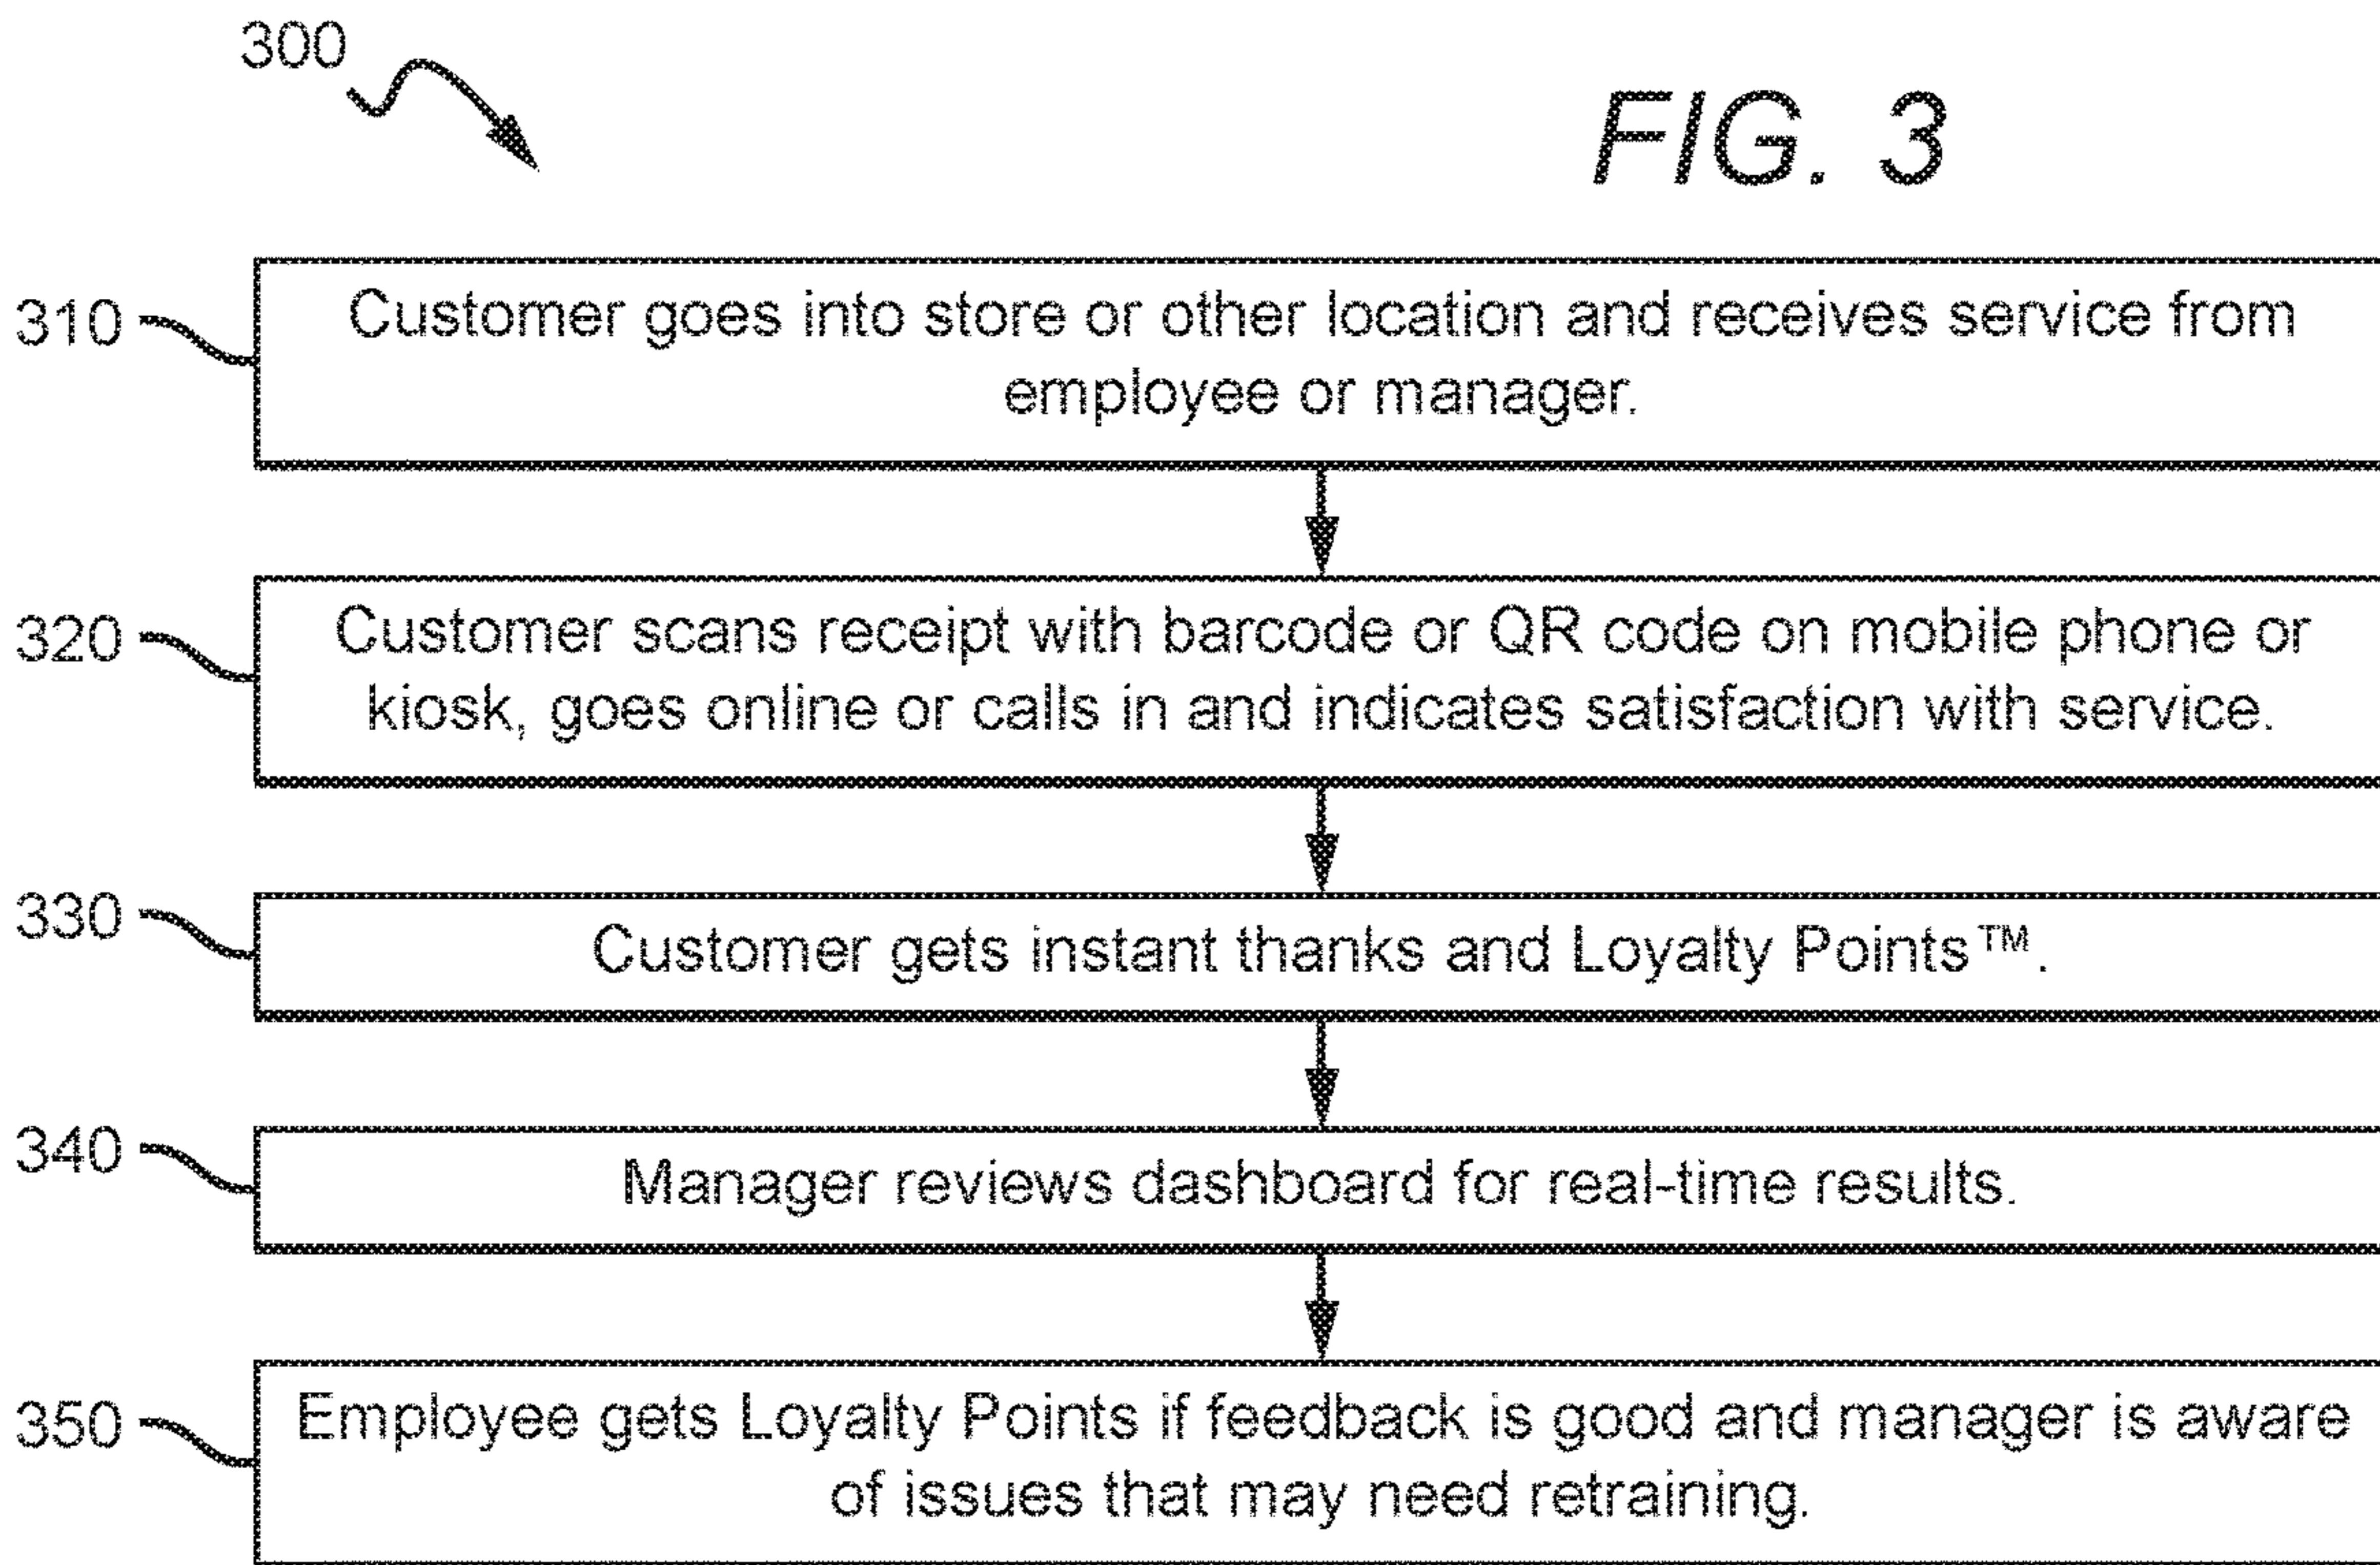 300
FIG. 3
310
Customer goes into store or other location and receives service from
employee or manager.
320
Customer scans receipt with barcode or QR code on mobile phone or
kiosk, goes online or calls in and indicates satisfaction with service.
330
Customer gets instant thanks and Loyalty Points™.
340
Manager reviews dashboard for real-time results.
350
Employee gets Loyalty Points if feedback is good and manager is aware
of issues that may need retraining.